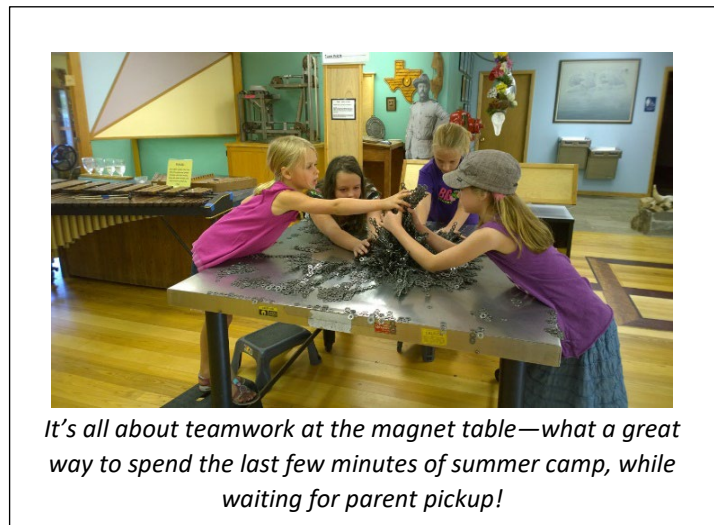 It's all about teamwork at the magnet table—what a great
way to spend the last few minutes of summer camp, while
waiting for parent pickup!